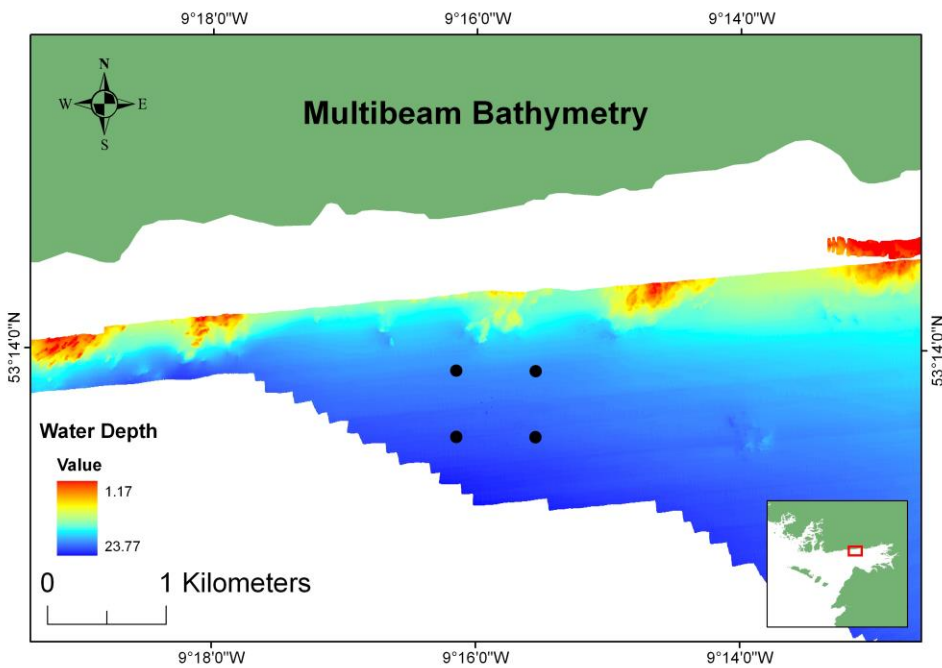 9°18'0"W 9°16'0"W 9°14'0"W
N
W E
S
Multibeam Bathymetry
53°14'0"N 53°14'0"N
Water Depth
Value
1.17
23.77
0 1 Kilometers
9°18'0"W 9°16'0"W 9°14'0"W